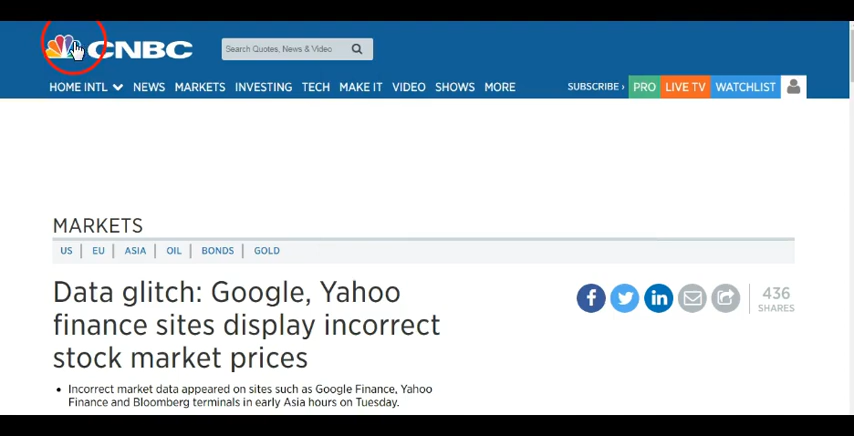 CNBC
Search Quotes, News & Video
HOME INTL NEWS MARKETS INVESTING TECH MAKE IT VIDEO SHOWS MORE SUBSCRIBE › PRO LIVE TV WATCHLIST
MARKETS
US EU ASIA OIL BONDS GOLD
Data glitch: Google, Yahoo
finance sites display incorrect
stock market prices
436
SHARES
• Incorrect market data appeared on sites such as Google Finance, Yahoo
Finance and Bloomberg terminals in early Asia hours on Tuesday.